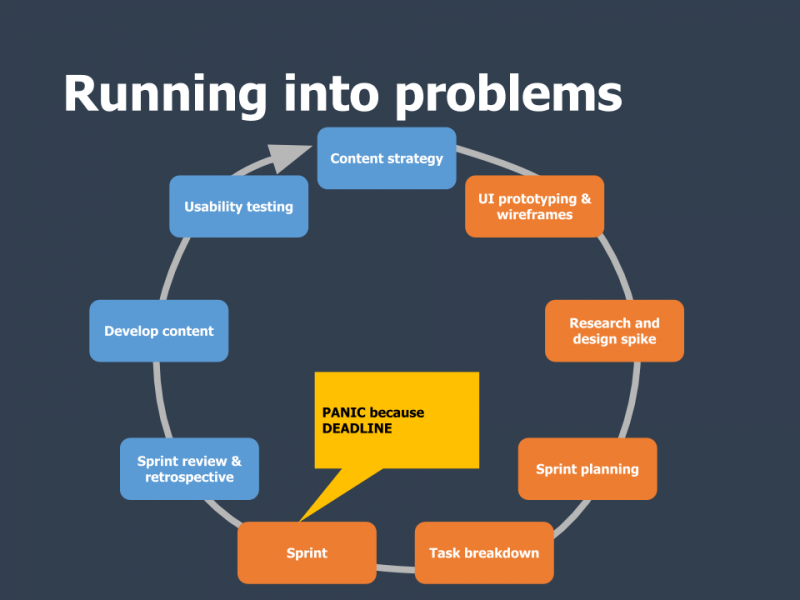 Running into problems
Content strategy
UI prototyping &
wireframes
Research and
design spike
Sprint planning
Task breakdown
Sprint
PANIC because
DEADLINE
Sprint review &
retrospective
Develop content
Usability testing